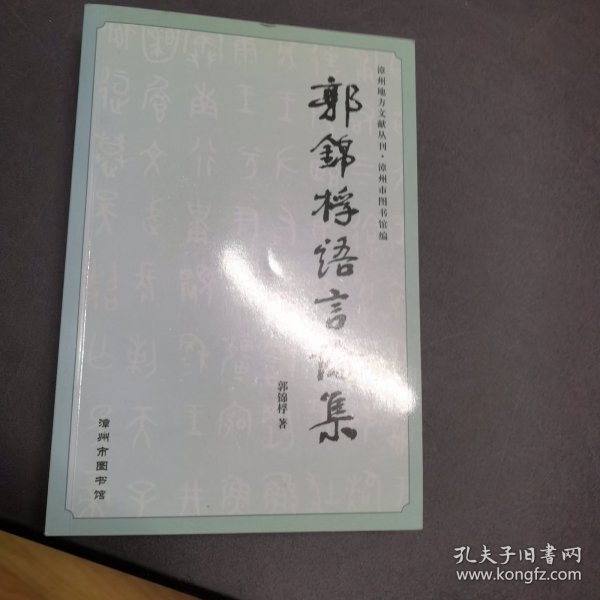 漳州地方文献丛刊·漳州市图书馆编
郭錦桴语言论集
郭锦桴 著
漳州市图书馆
孔夫子旧书网
www.kongfz.com